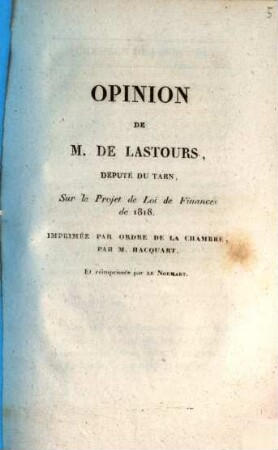 5
OPINION
DE
M. DE LASTOURS,
DÉPUTÉ DU TARN,
Sur le Projet de Loi de Finances
de 1818.
IMPRIMÉE PAR ORDRE DE LA CHAMBRE,
PAR M. HACQUART,
Et réimprimée par LE NORMANT.